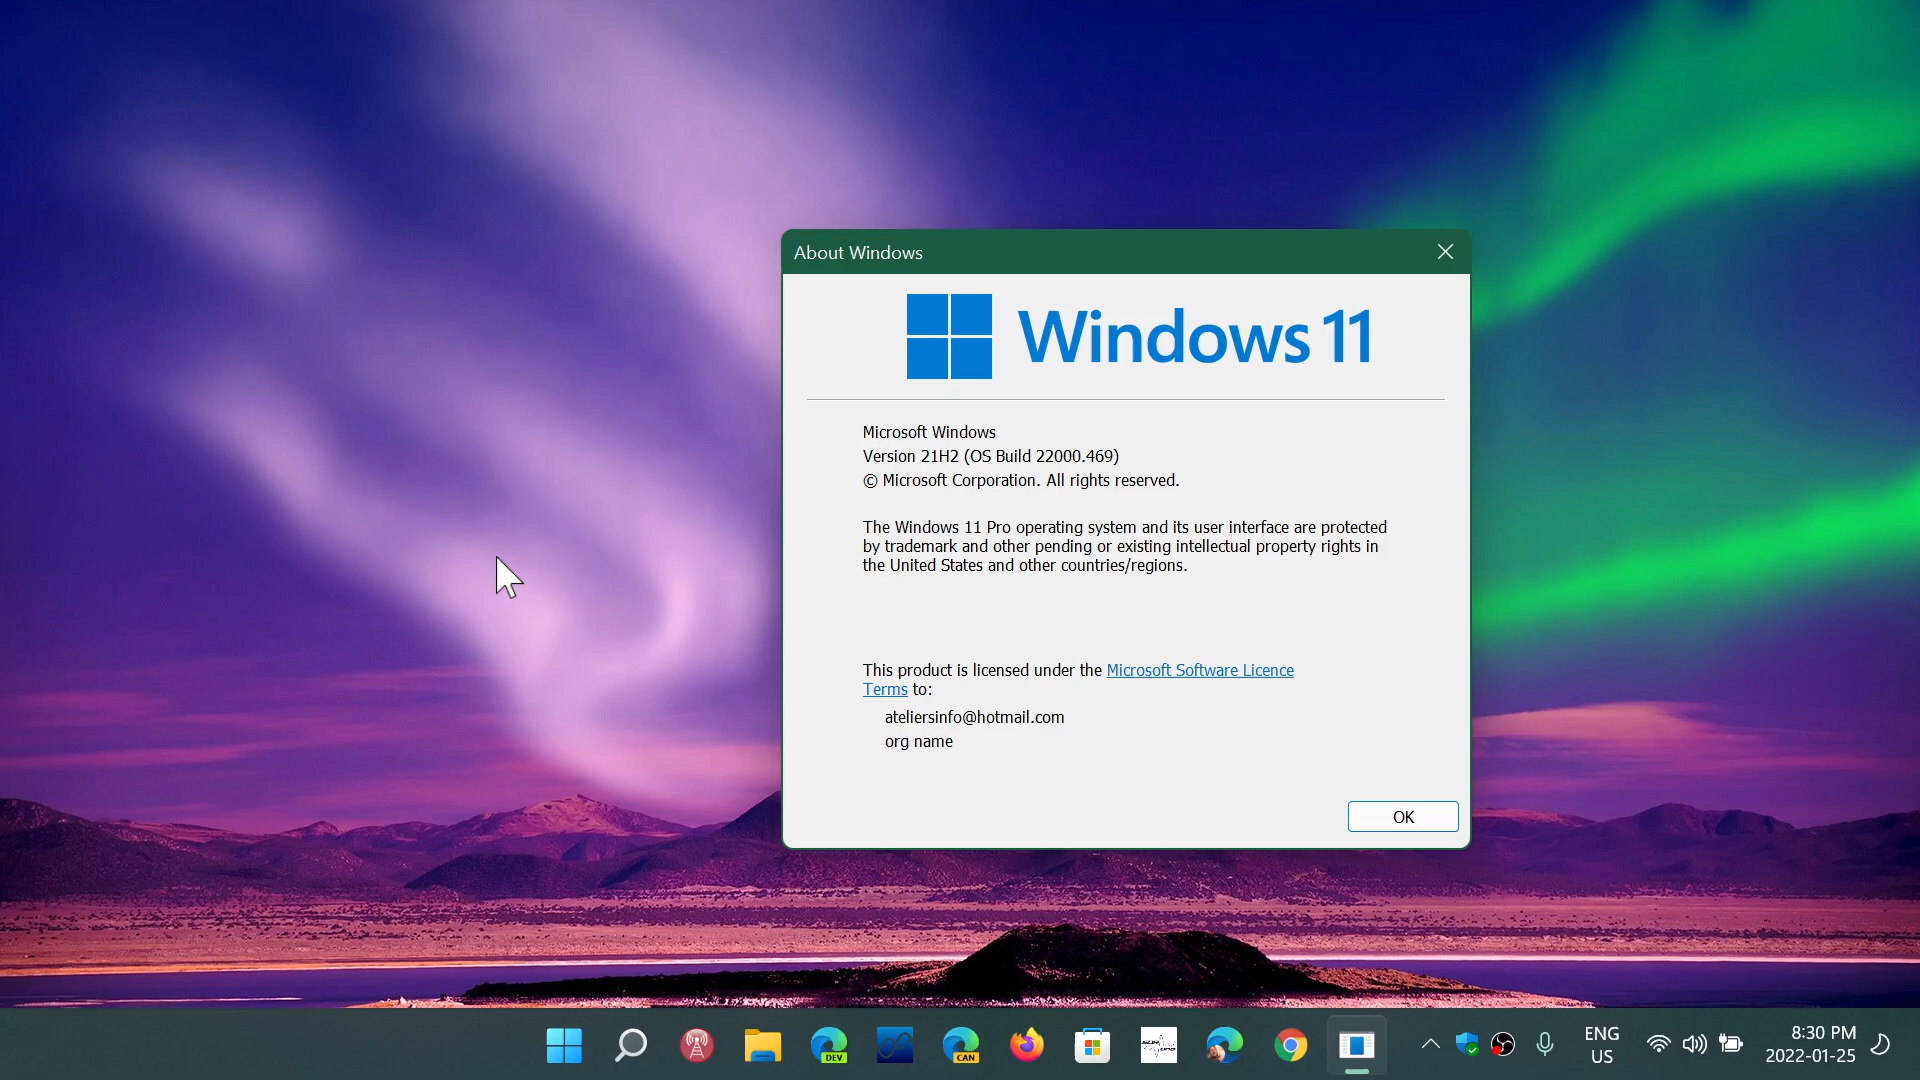 About Windows
Windows 11
Microsoft Windows
Version 21H2 (OS Build 22000.469)
© Microsoft Corporation. All rights reserved.
The Windows 11 Pro operating system and its user interface are protected
by trademark and other pending or existing intellectual property rights in
the United States and other countries/regions.
This product is licensed under the Microsoft Software Licence
Terms to:
ateliersinfo@hotmail.com
org name
OK
DEV
CAN
ENG
US
8:30 PM
2022-01-25